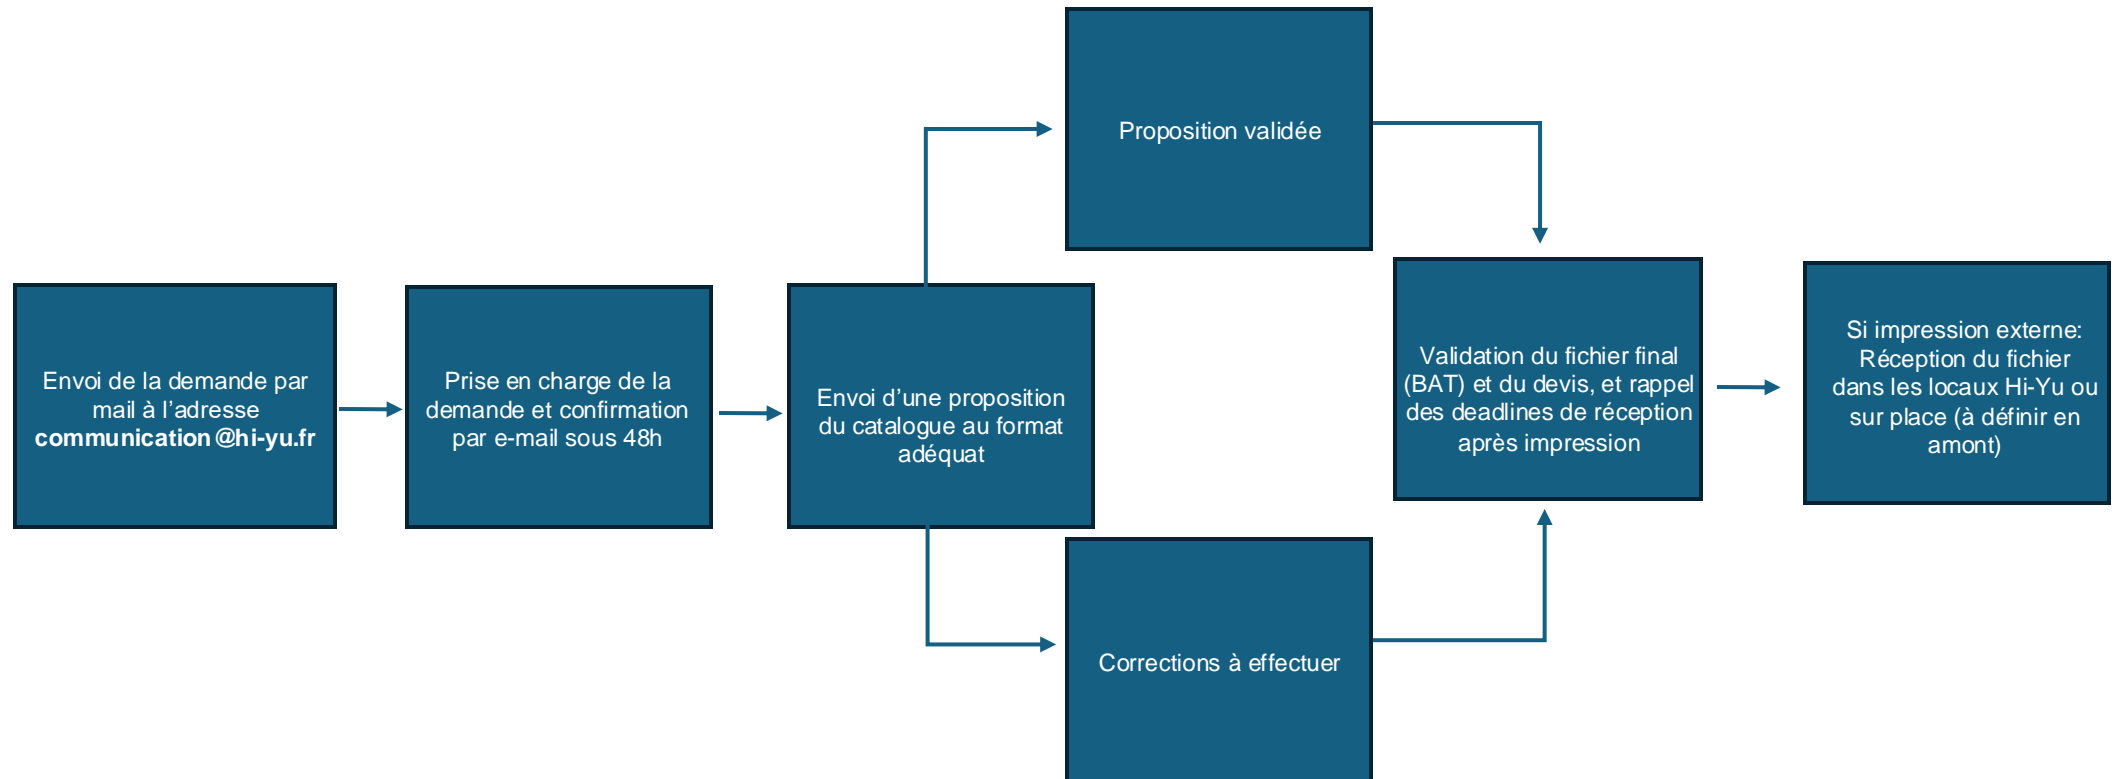 Envoi de la demande par
mail à l’adresse
communication@hi-yu.fr
Prise en charge de la
demande et confirmation
par e-mail sous 48h
Envoi d’une proposition
du catalogue au format
adéquat
Proposition validée
Corrections à effectuer
Validation du fichier final
(BAT) et du devis, et rappel
des deadlines de réception
après impression
Si impression externe:
Réception du fichier
dans les locaux Hi-Yu ou
sur place (à définir en
amont)